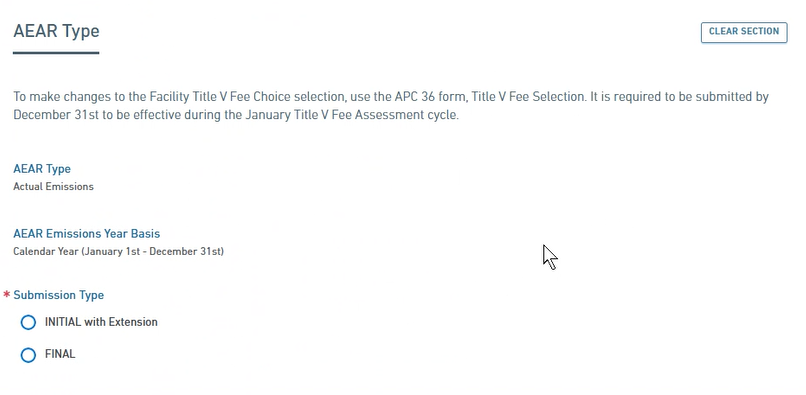 AEAR Type
CLEAR SECTION
To make changes to the Facility Title V Fee Choice selection, use the APC 36 form, Title V Fee Selection. It is required to be submitted by
December 31st to be effective during the January Title V Fee Assessment cycle.
AEAR Type
Actual Emissions
AEAR Emissions Year Basis
Calendar Year (January 1st - December 31st)
* Submission Type
INITIAL with Extension
FINAL